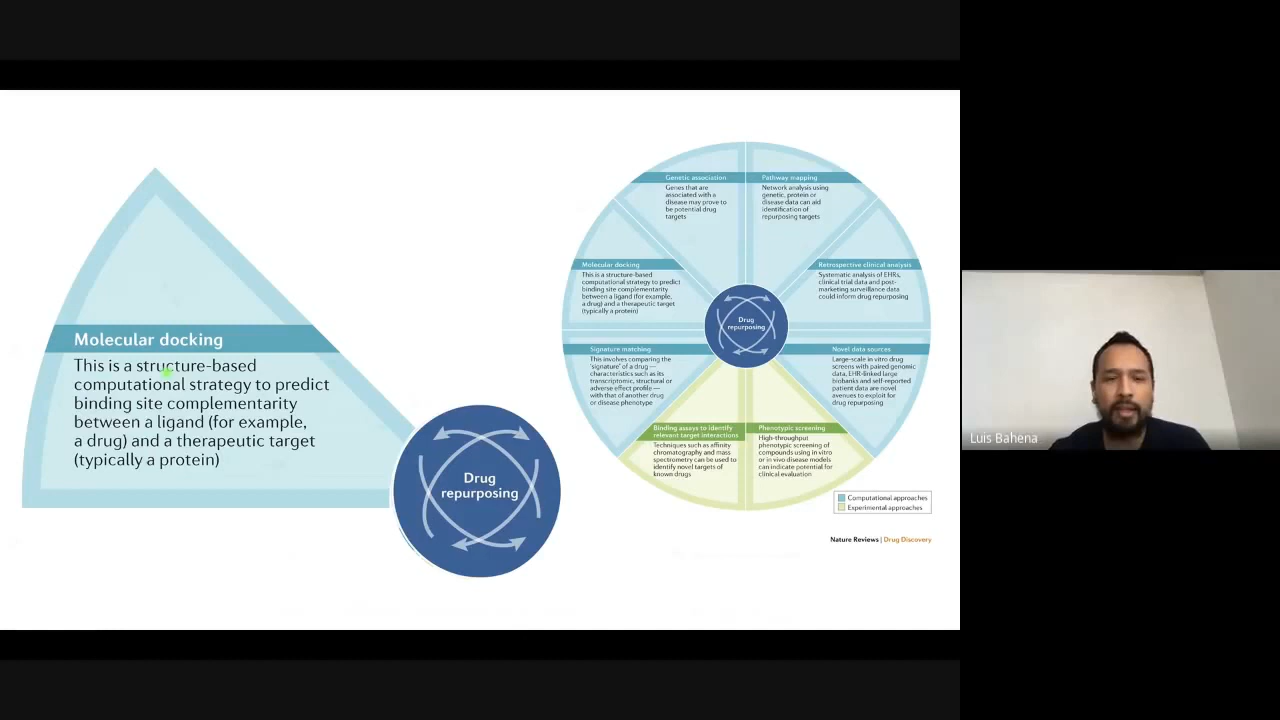 Molecular docking
This is a structure-based
computational strategy to predict
binding site complementarity
between a ligand (for example,
a drug) and a therapeutic target
(typically a protein)
Drug
repurposing
Genetic association
Genes that are
associated with a
disease may prove to
be potential drug
targets
Pathway mapping
Network analysis using
genetic, protein or
disease data can aid
identification of
repurposing targets
Molecular docking
This is a structure-based
computational strategy to predict
binding site complementarity
between a ligand (for example,
a drug) and a therapeutic target
(typically a protein)
Retrospective clinical analysis
Systematic analysis of EHRs,
clinical trial data and post-
marketing surveillance data
could inform drug repurposing
Drug
repurposing
Signature matching
This involves comparing the
'signature' of a drug —
characteristics such as its
transcriptomic, structural or
adverse effect profile —
with that of another drug
or disease phenotype
Novel data sources
Large-scale in vitro drug
screens with paired genomic
data, EHR-linked large
biobanks and self-reported
patient data are novel
avenues to exploit for
drug repurposing
Binding assays to identify
relevant target interactions
Techniques such as affinity
chromatography and mass
spectrometry can be used to
identify novel targets of
known drugs
Phenotypic screening
High-throughput
phenotypic screening of
compounds using in vitro
or in vivo disease models
can indicate potential for
clinical evaluation
Computational approaches
Experimental approaches
Nature Reviews | Drug Discovery
Luis Bahena